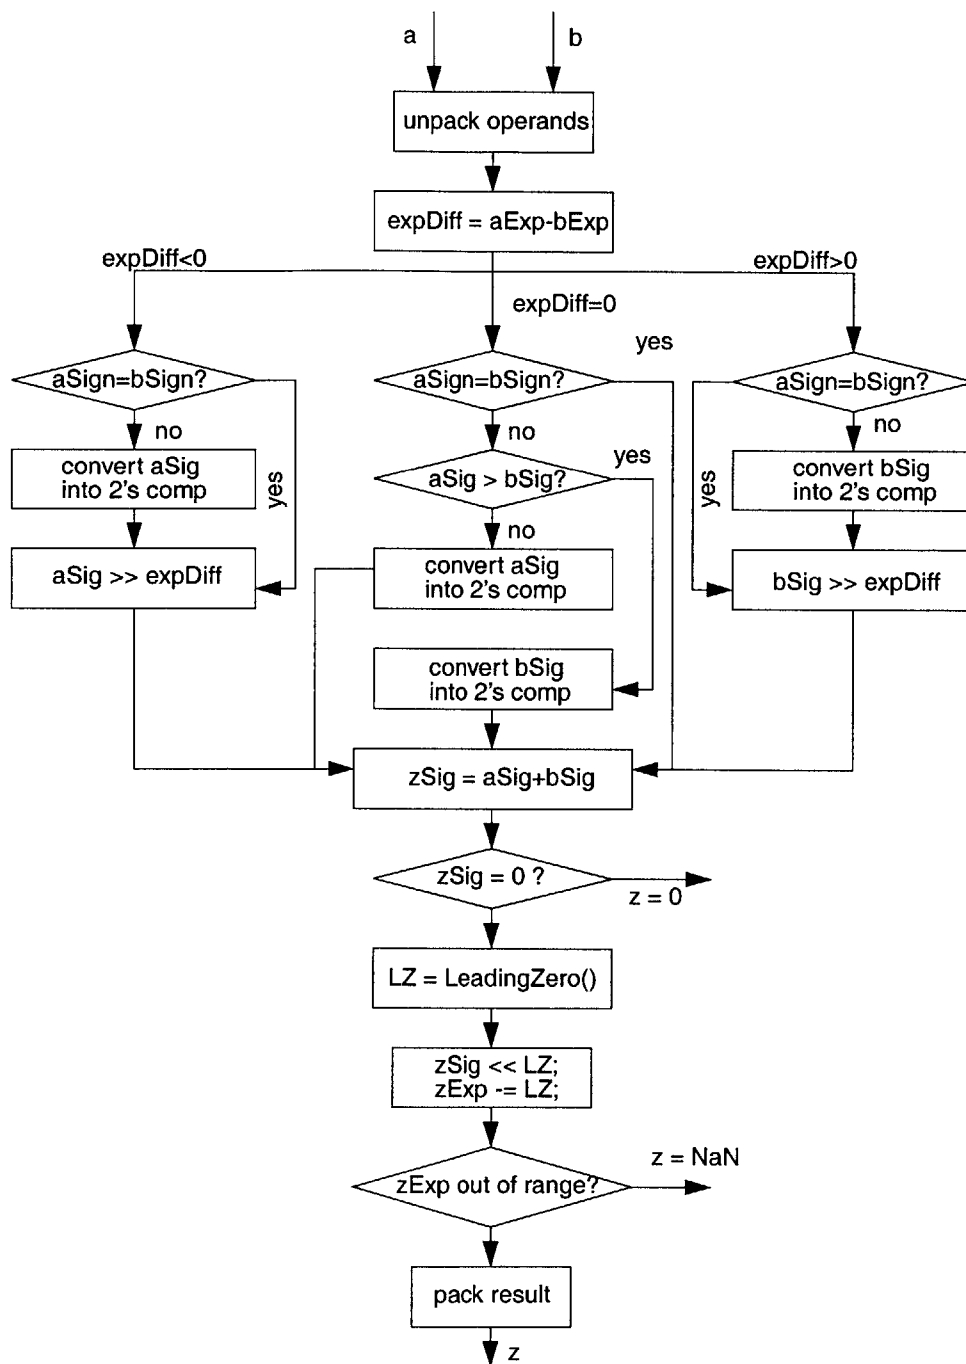 a
b
unpack operands
expDiff = aExp-bExp
expDiff<0
expDiff>0
expDiff=0
yes
aSign=bSign?
aSign=bSign?
aSign=bSign?
no
no
no
convert aSig
into 2's comp
yes
aSig > bSig?
yes
convert bSig
into 2's comp
yes
no
aSig >> expDiff
convert aSig
into 2's comp
bSig >> expDiff
convert bSig
into 2's comp
zSig = aSig+bSig
zSig = 0 ?
z = 0
LZ = LeadingZero()
zSig << LZ;
zExp -= LZ;
z = NaN
zExp out of range?
pack result
z